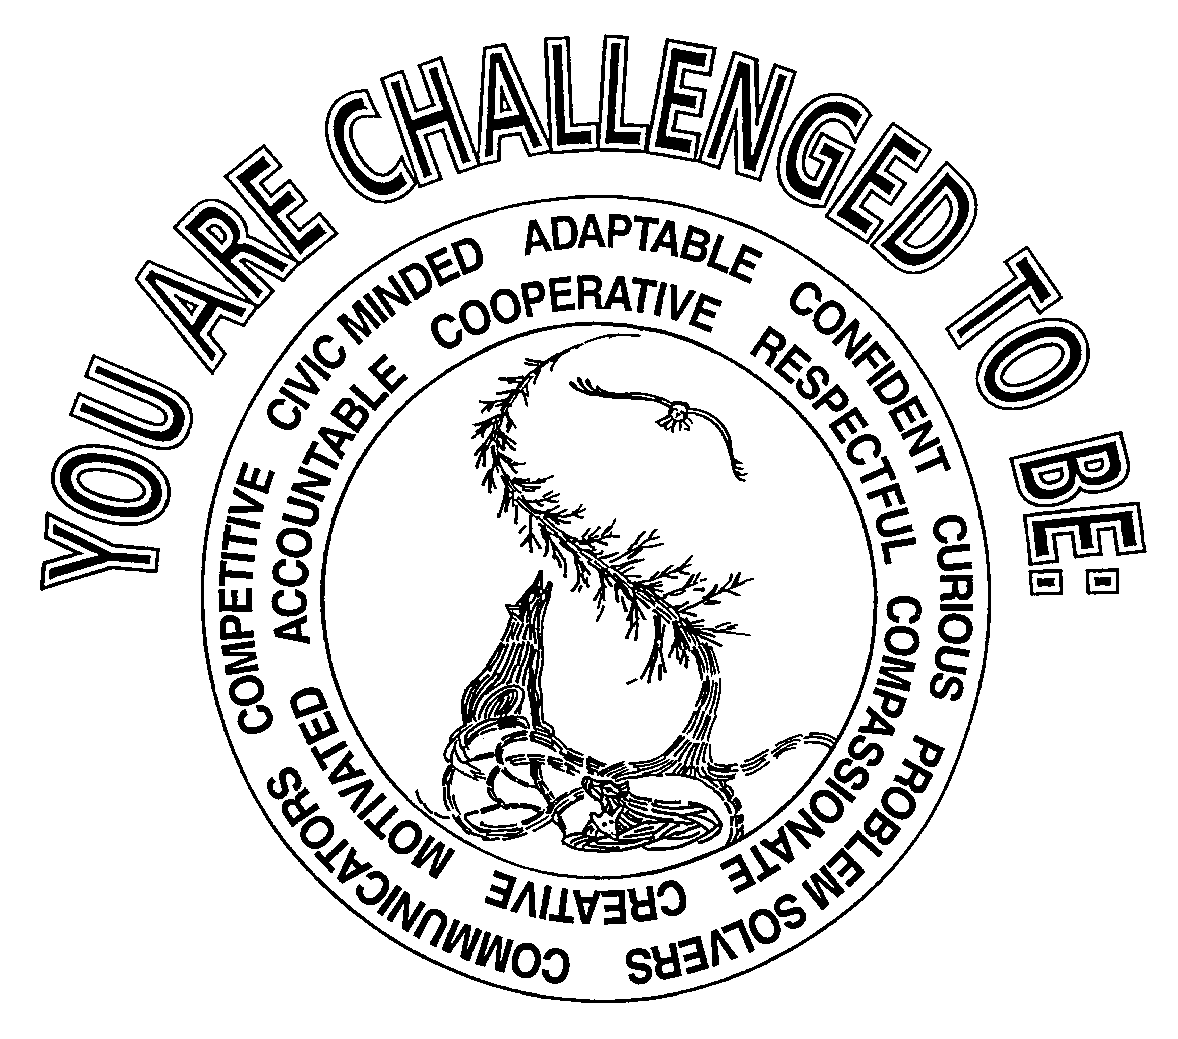 YOU ARE CHALLENGED TO BE:
ADAPTABLE CONFIDENT CURIOUS PROBLEM SOLVERS COMMUNICATORS COMPETITIVE CIVIC MINDED
COOPERATIVE RESPECTFUL COMPASSIONATE CREATIVE MOTIVATED ACCOUNTABLE